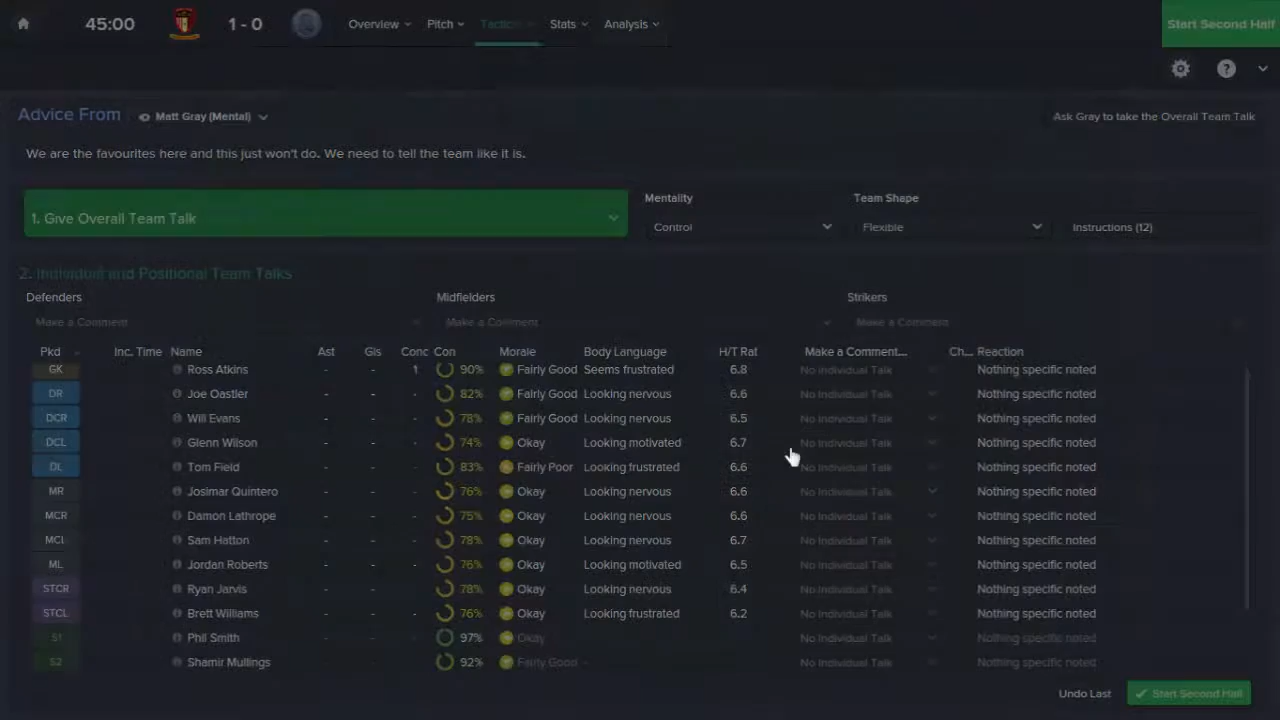 45:00 1 - 0 Overview Pitch Tactics Stats Analysis Start Second Half
Advice From Matt Gray (Mental) Ask Gray to take the Overall Team Talk
We are the favourites here and this just won't do. We need to tell the team like it is.
Mentality Team Shape
1. Give Overall Team Talk Control Flexible Instructions (12)
2. Individual and Positional Team Talks
Defenders Midfielders Strikers
Make a Comment Make a Comment Make a Comment
Pkd Inc. Time Name Ast Gls Conc Con Morale Body Language H/T Rat Make a Comment... Ch... Reaction
GK Ross Atkins - - 1 90% Fairly Good Seems frustrated 6.8 No Individual Talk Nothing specific noted
DR Joe Oastler - - - 82% Fairly Good Looking nervous 6.6 No Individual Talk Nothing specific noted
DCR Will Evans - - - 78% Fairly Good Looking nervous 6.5 No Individual Talk Nothing specific noted
DCL Glenn Wilson - - - 74% Okay Looking motivated 6.7 No Individual Talk Nothing specific noted
DL Tom Field - - - 83% Fairly Poor Looking frustrated 6.6 No Individual Talk Nothing specific noted
MR Josimar Quintero - - - 76% Okay Looking nervous 6.6 No Individual Talk Nothing specific noted
MCR Damon Lathrope - - - 75% Okay Looking nervous 6.6 No Individual Talk Nothing specific noted
MCL Sam Hatton - - - 78% Okay Looking nervous 6.7 No Individual Talk Nothing specific noted
ML Jordan Roberts - - - 76% Okay Looking motivated 6.5 No Individual Talk Nothing specific noted
STCR Ryan Jarvis - - - 78% Okay Looking nervous 6.4 No Individual Talk Nothing specific noted
STCL Brett Williams - - - 76% Okay Looking frustrated 6.2 No Individual Talk Nothing specific noted
S1 Phil Smith 97% Okay No Individual Talk Nothing specific noted
S2 Shamir Mullings 92% Fairly Good - No Individual Talk Nothing specific noted
Undo Last Start Second Half